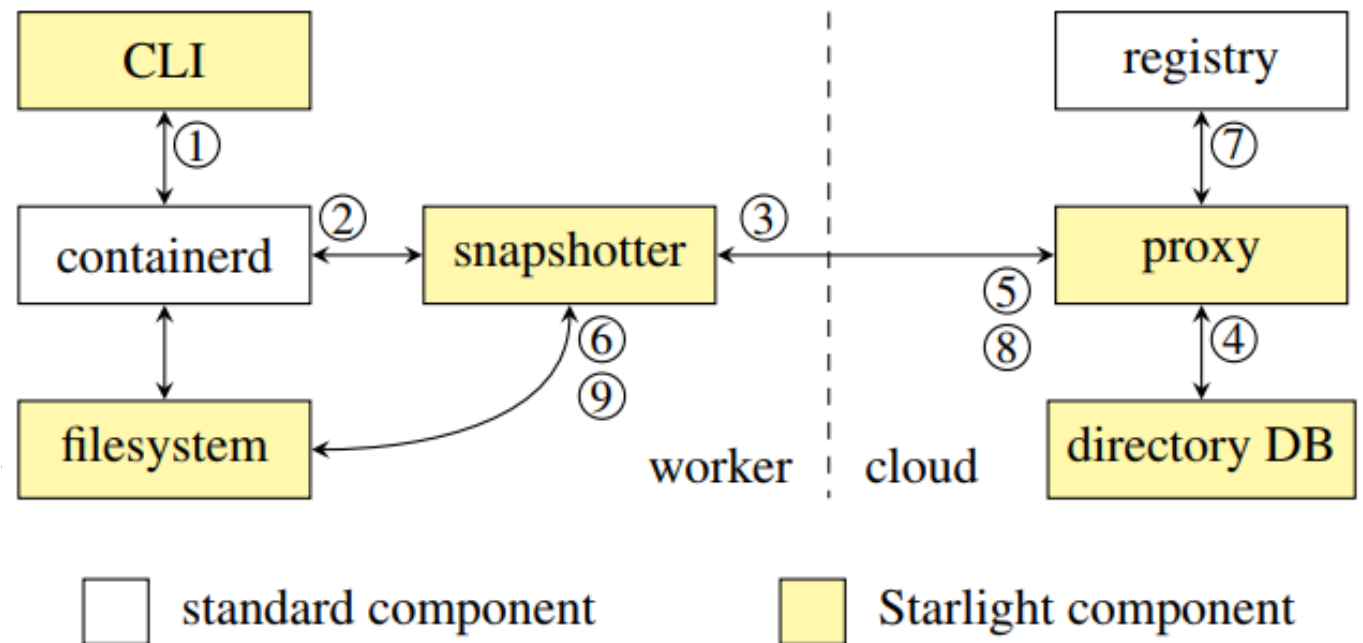 CLI
registry
①
⑦
containerd
②
snapshotter
③
proxy
⑤
⑧
⑥
⑨
④
filesystem
worker
cloud
directory DB
standard component
Starlight component